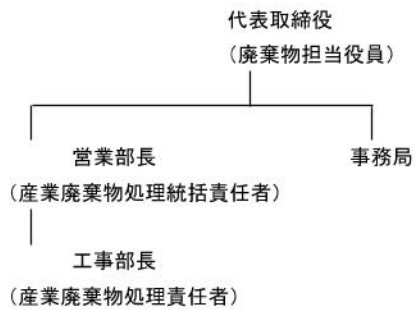 代表取締役
（廃棄物担当役員）
営業部長
事務局
（産業廃棄物処理統括責任者）
工事部長
（産業廃棄物処理責任者）